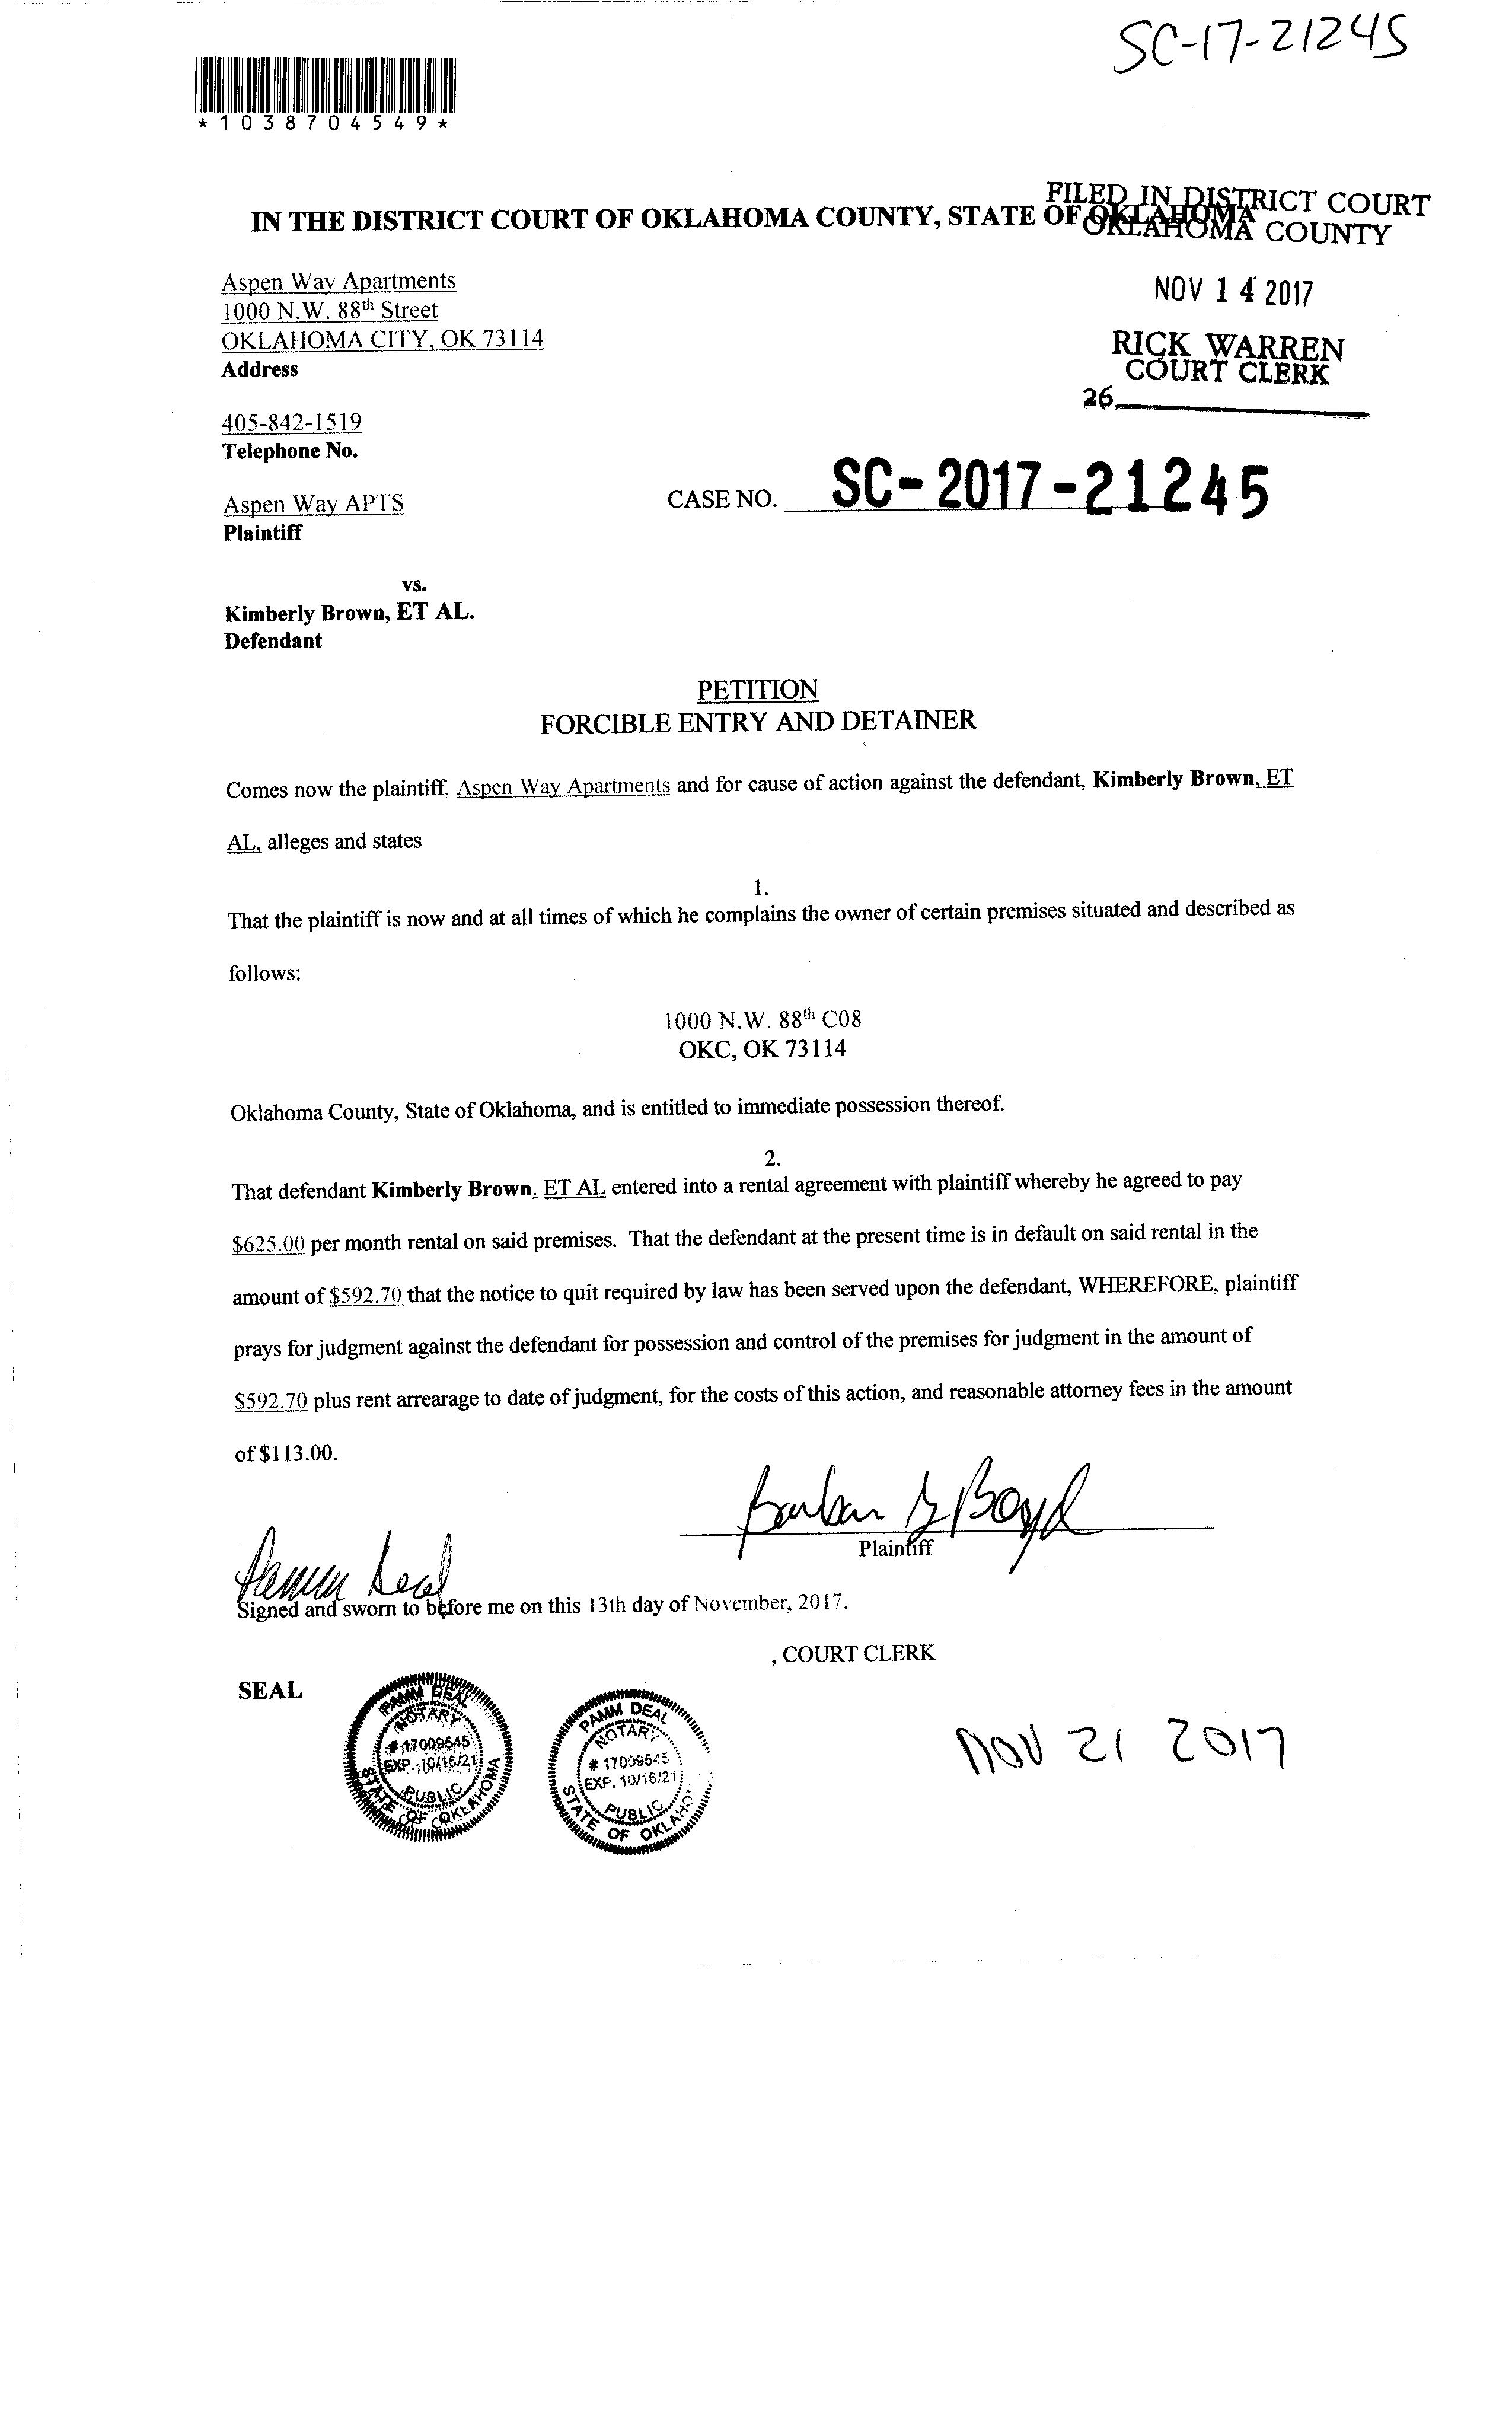 SC-17-21245
*1038704549*
FILED IN DISTRICT COURT
OKLAHOMA COUNTY
IN THE DISTRICT COURT OF OKLAHOMA COUNTY, STATE OF OKLAHOMA
Aspen Way Apartments
1000 N.W. 88th Street
OKLAHOMA CITY, OK 73114
Address
NOV 14 2017
RICK WARREN
COURT CLERK
26
405-842-1519
Telephone No.
Aspen Way APTS
Plaintiff
CASE NO. SC-2017-21245
vs.
Kimberly Brown, ET AL.
Defendant
PETITION
FORCIBLE ENTRY AND DETAINER
Comes now the plaintiff, Aspen Way Apartments and for cause of action against the defendant, Kimberly Brown, ET
AL, alleges and states
1.
That the plaintiff is now and at all times of which he complains the owner of certain premises situated and described as
follows:
1000 N.W. 88th C08
OKC, OK 73114
Oklahoma County, State of Oklahoma, and is entitled to immediate possession thereof.
2.
That defendant Kimberly Brown, ET AL entered into a rental agreement with plaintiff whereby he agreed to pay
$625.00 per month rental on said premises. That the defendant at the present time is in default on said rental in the
amount of $592.70 that the notice to quit required by law has been served upon the defendant, WHEREFORE, plaintiff
prays for judgment against the defendant for possession and control of the premises for judgment in the amount of
$592.70 plus rent arrearage to date of judgment, for the costs of this action, and reasonable attorney fees in the amount
of $113.00.
Boyd
Plaintiff
Signed and sworn to before me on this 13th day of November, 2017.
, COURT CLERK
SEAL
PAMM DEAL
NOTARY
# 17009545
EXP. 10/16/21
PUBLIC
STATE OF OKLAHOMA
PAMM DEAL
NOTARY
# 17009545
EXP. 10/16/21
PUBLIC
STATE OF OKLAHO
NOV 21 2017